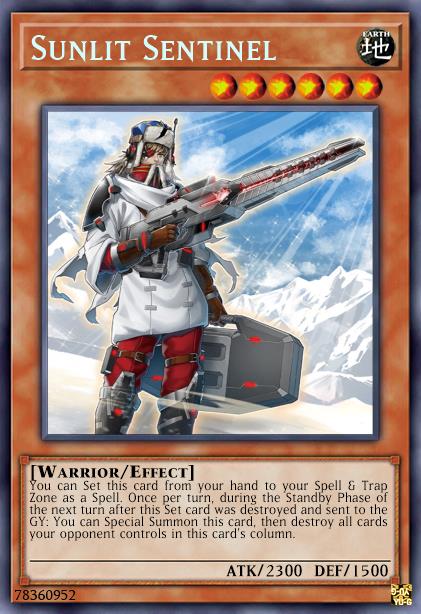 SUNLIT SENTINEL
EARTH
地
[WARRIOR/EFFECT]
You can Set this card from your hand to your Spell & Trap
Zone as a Spell. Once per turn, during the Standby Phase of
the next turn after this Set card was destroyed and sent to the
GY: You can Special Summon this card, then destroy all cards
your opponent controls in this card's column.
ATK/2300 DEF/1500
78360952